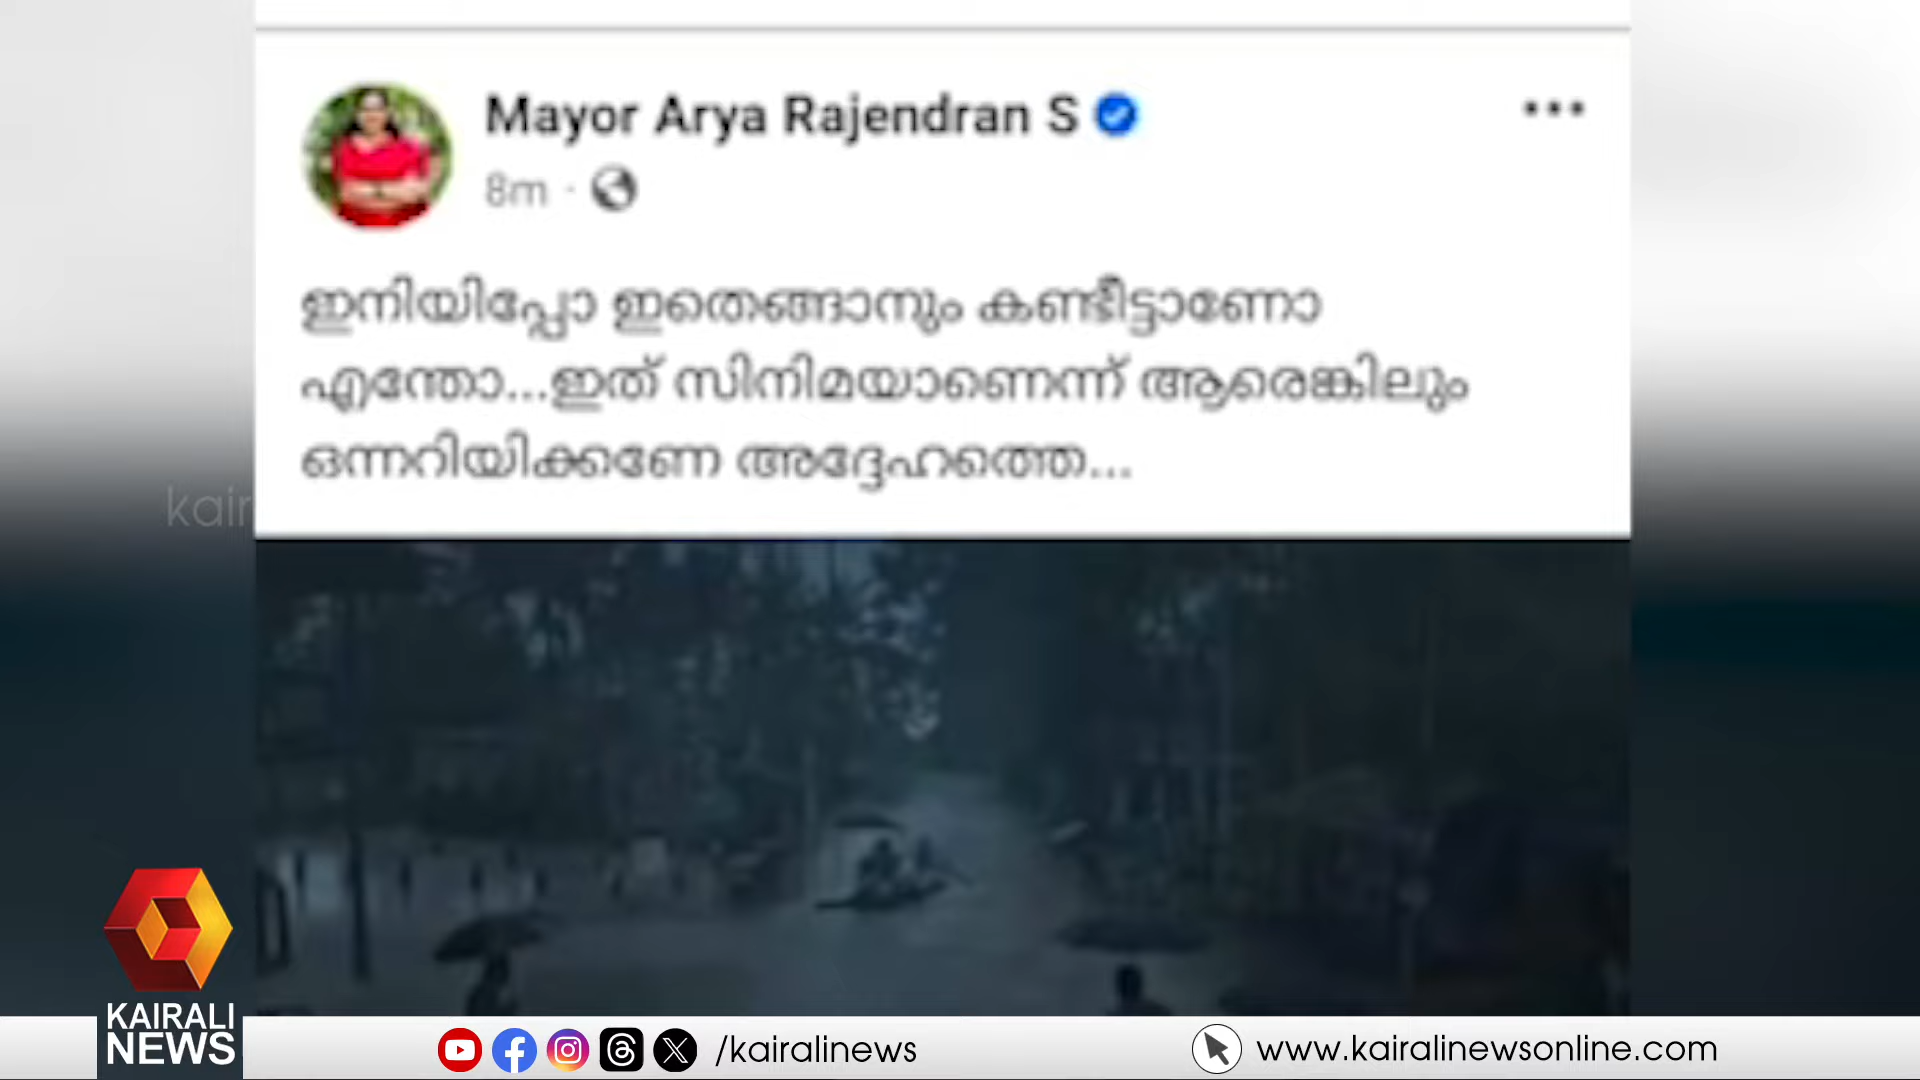 Mayor Arya Rajendran S
8m ·
ഇനിയിപ്പോ ഇതെങ്ങാനും കണ്ടീട്ടാണോ
എന്തോ...ഇത് സിനിമയാണെന്ന് ആരെങ്കിലും
ഒന്നറിയിക്കണേ അദ്ദേഹത്തെ...
kair
KAIRALI
NEWS
/kairalinews
www.kairalinewsonline.com